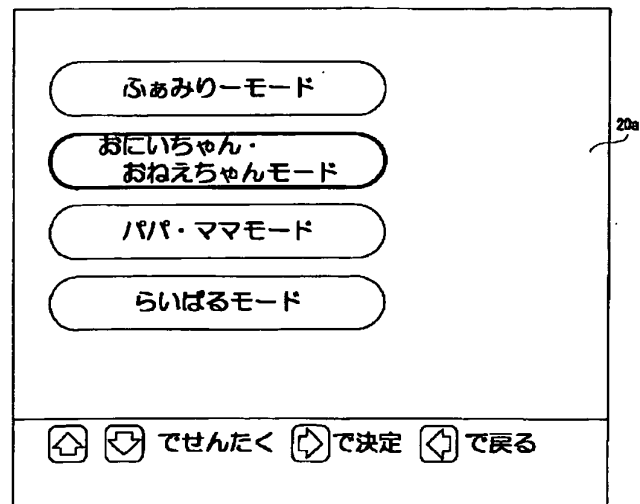 ふぁみりーモード
20a
おにいちゃん・
おねえちゃんモード
パパ・ママモード
らいばるモード
でせんたく で決定 で戻る